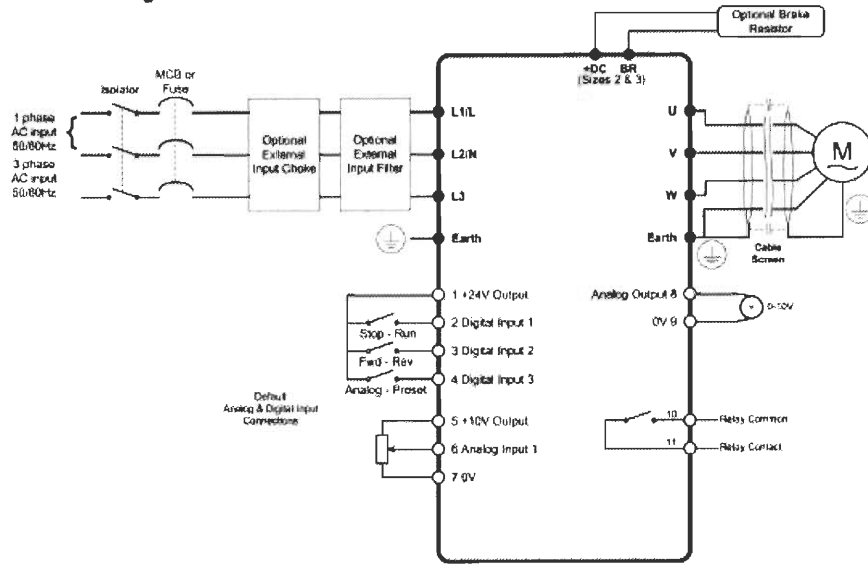 Optional Brake
Resistor
+DC BR
(Sizes 2 & 3)
Isolator
MCB or
Fuse
1 phase
AC input
50/60Hz
3 phase
AC input
50/60Hz
Optional
External
Input Choke
Optional
External
Input Filter
L1/L
L2/N
L3
Earth
U
V
W
Earth
M
Cable
Screen
1 +24V Output
2 Digital Input 1
Stop - Run
3 Digital Input 2
Fwd - Rev
4 Digital Input 3
Analog - Preset
Default
Analog & Digital Input
Connections
5 +10V Output
6 Analog Input 1
7 0V
Analog Output 8
0V 9
0-10V
10
Relay Common
11
Relay Contact